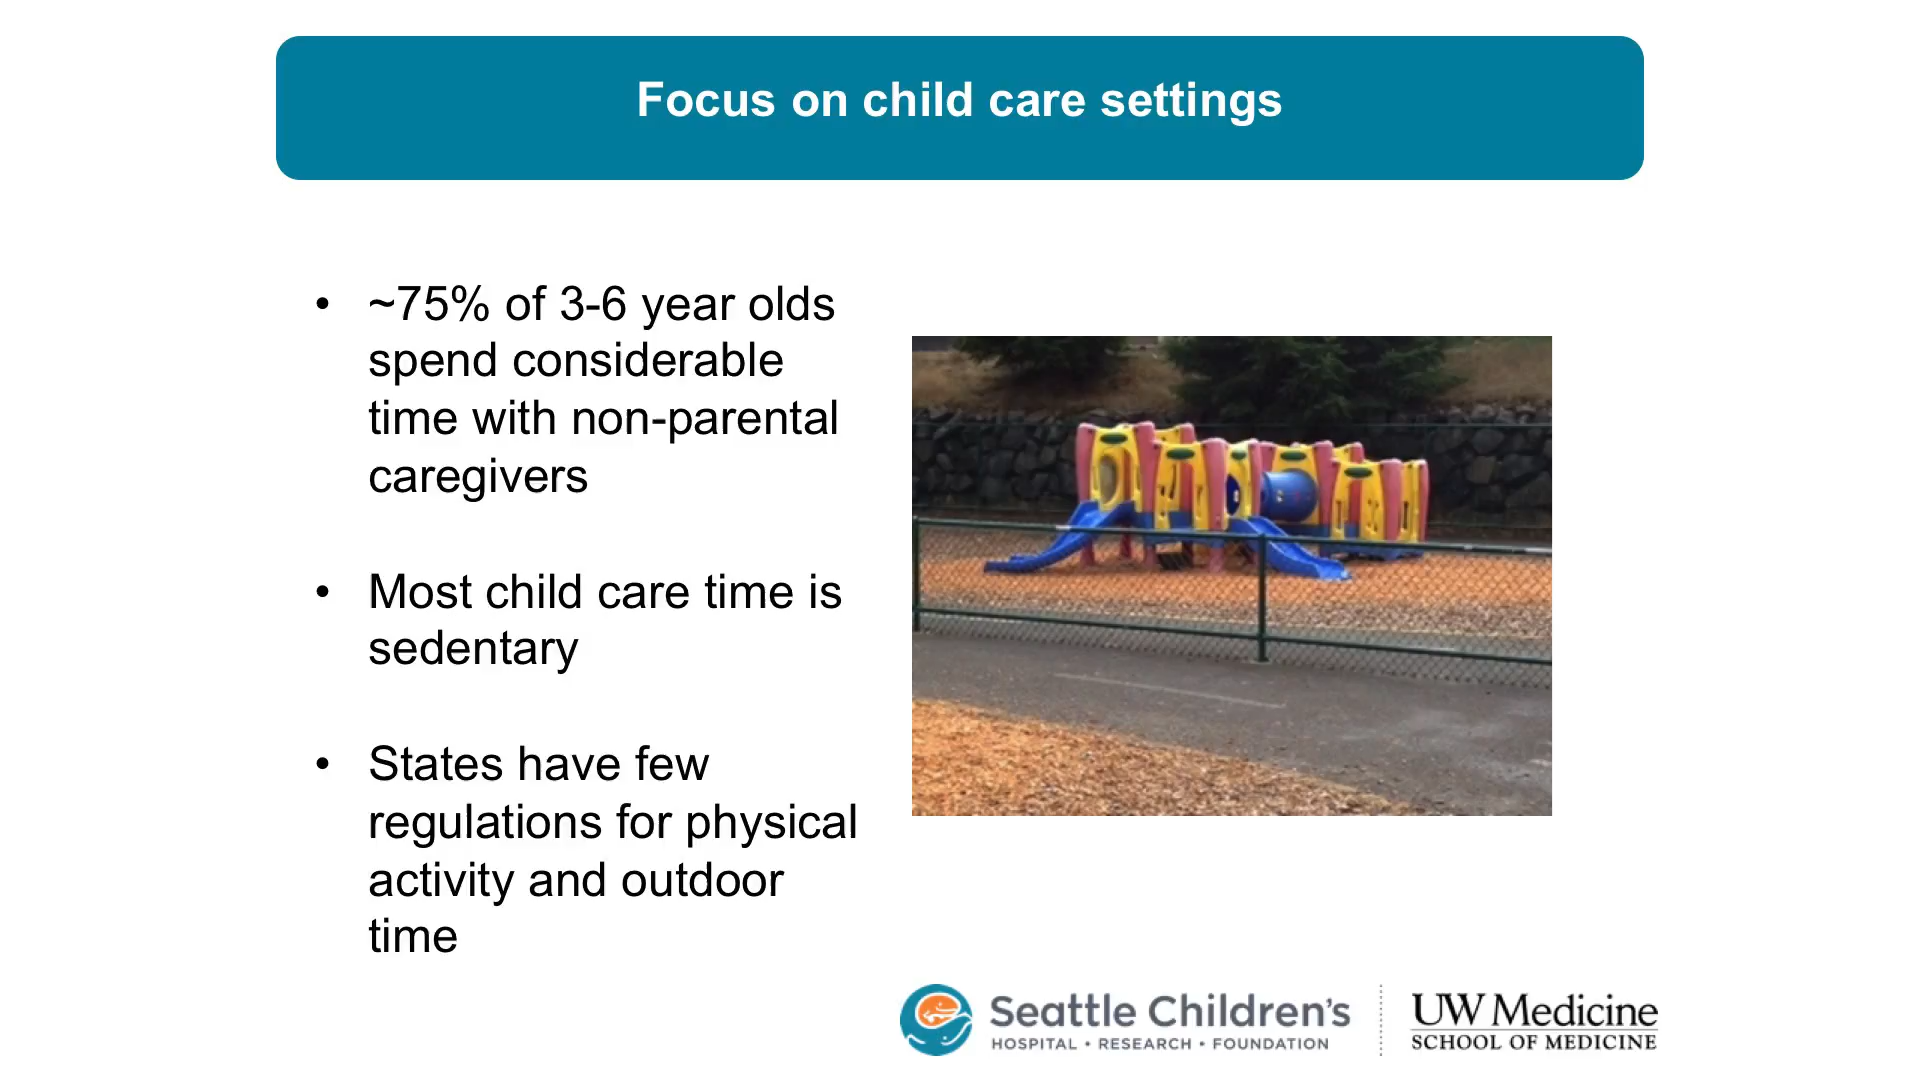 Focus on child care settings
• ~75% of 3-6 year olds
spend considerable
time with non-parental
caregivers
• Most child care time is
sedentary
• States have few
regulations for physical
activity and outdoor
time
Seattle Children's
HOSPITAL • RESEARCH • FOUNDATION
UW Medicine
SCHOOL OF MEDICINE